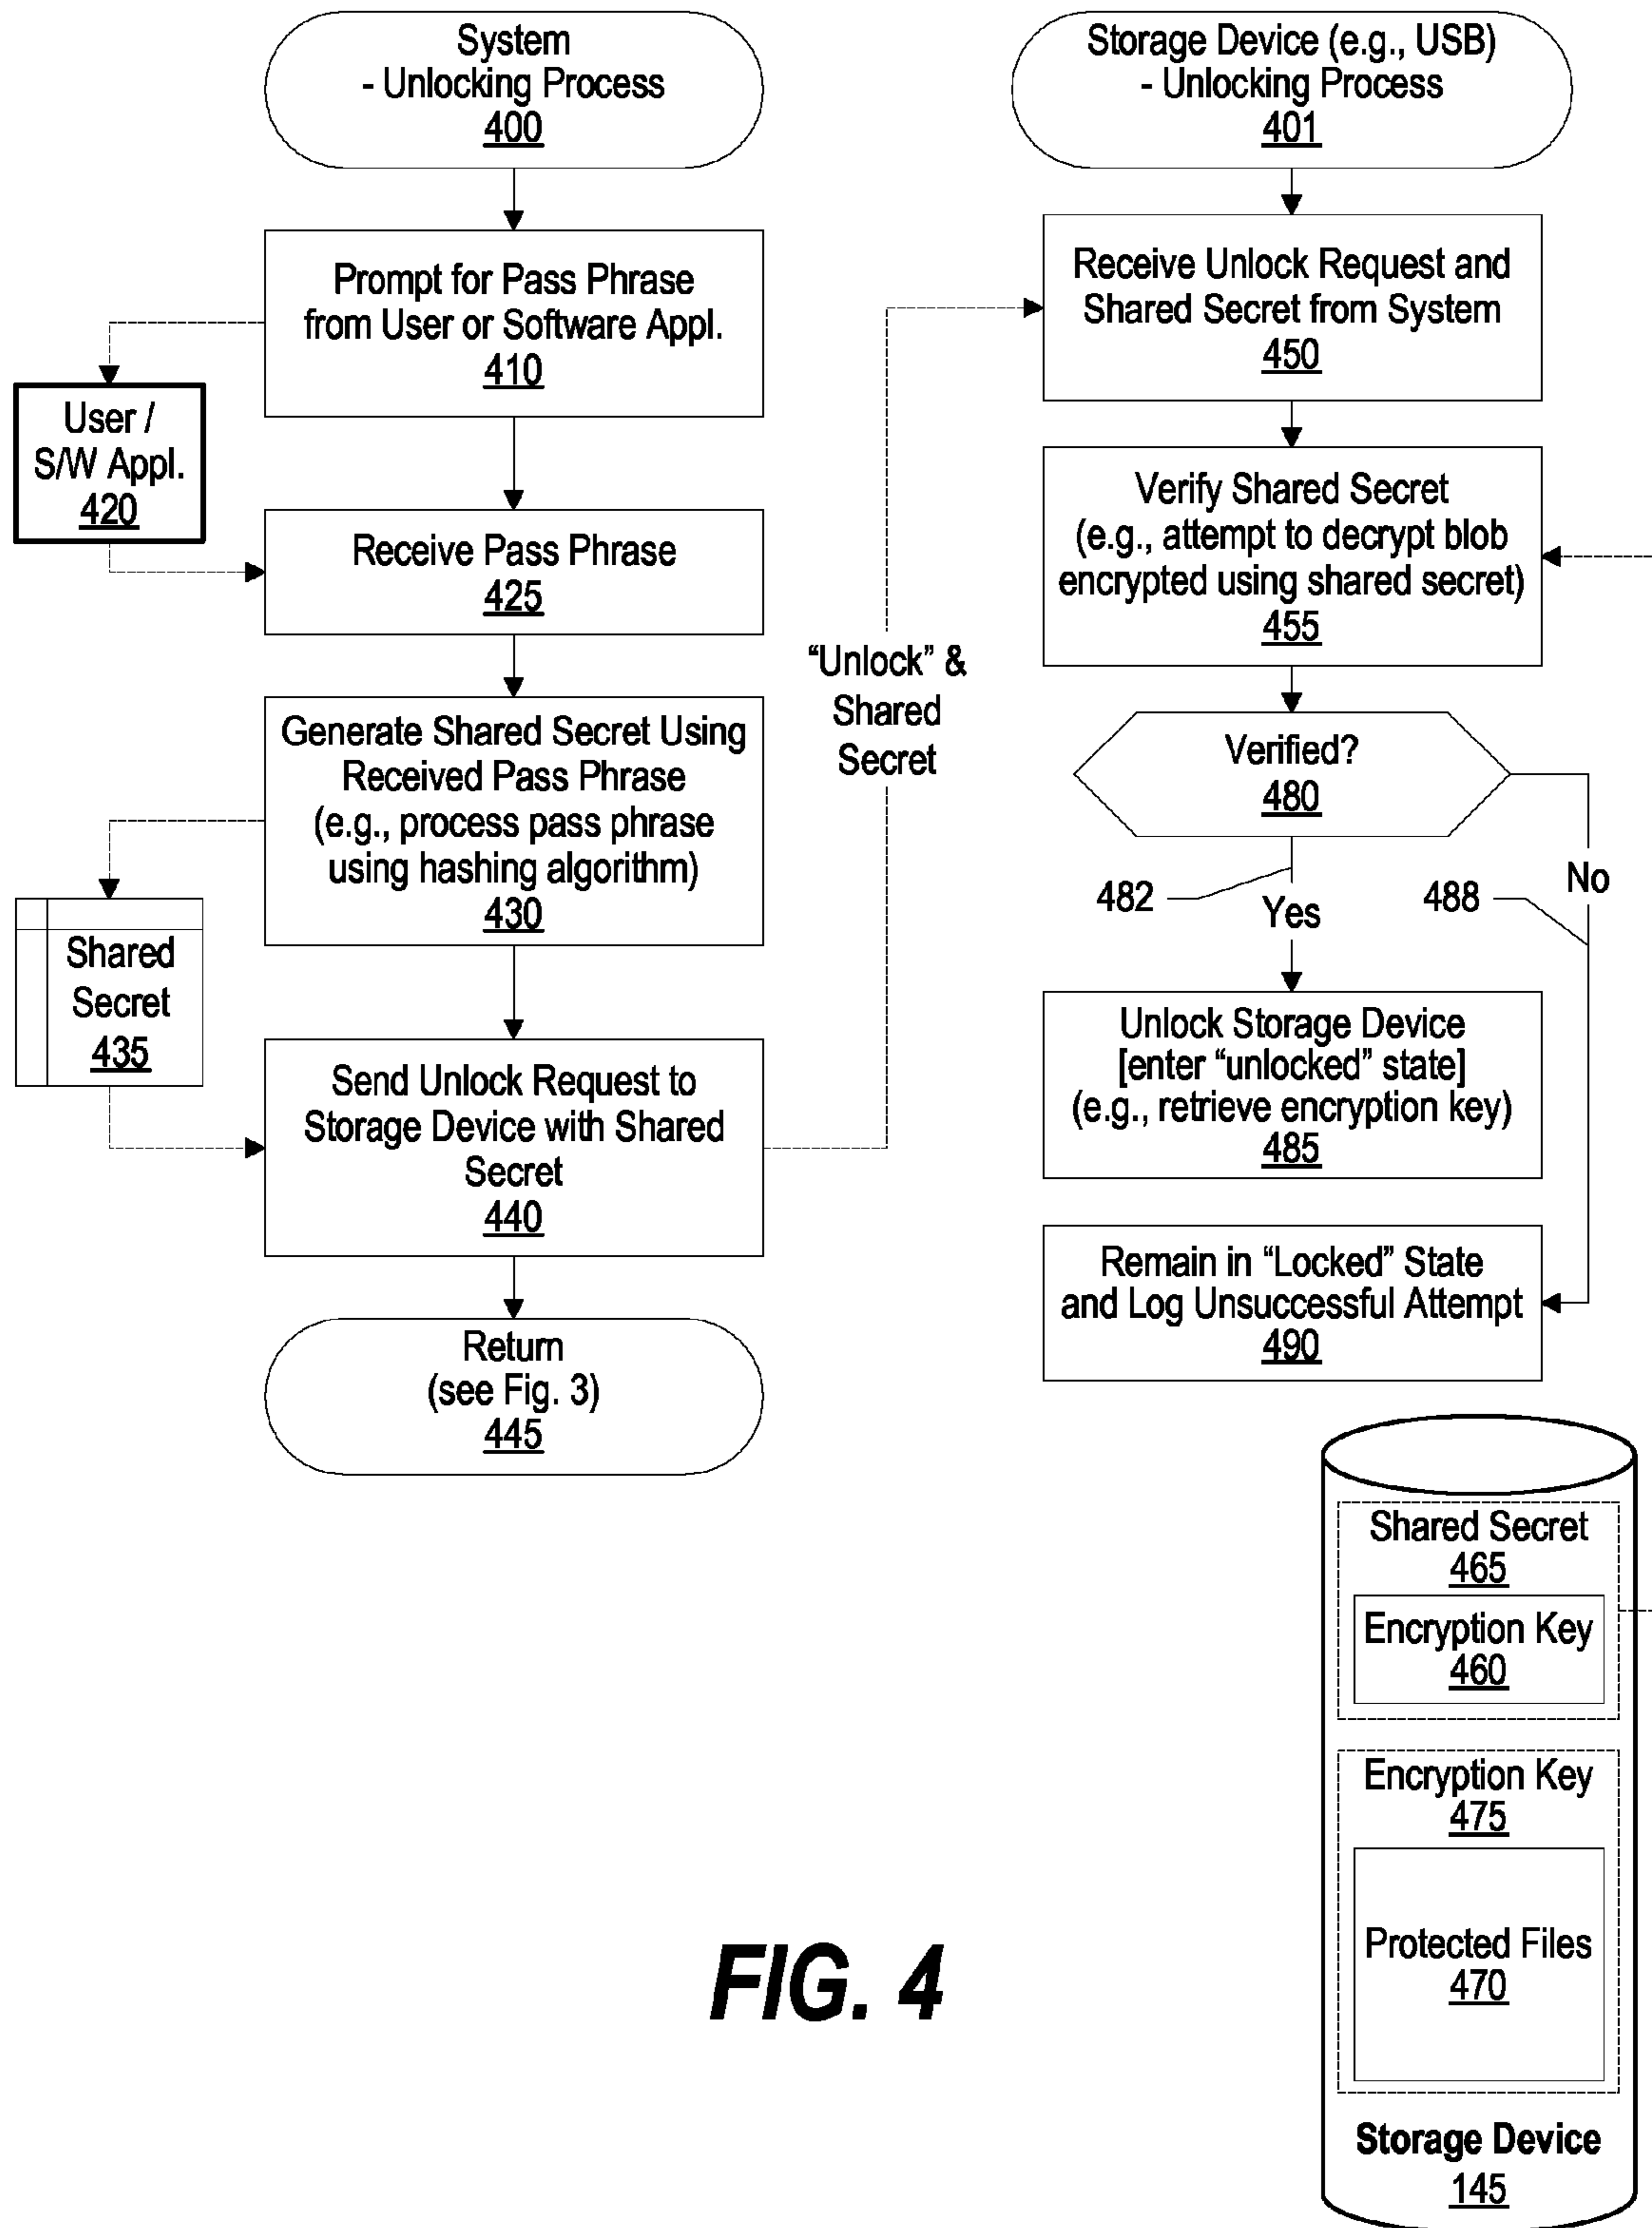 System
- Unlocking Process
400
Prompt for Pass Phrase
from User or Software Appl.
410
User /
S/W Appl.
420
Receive Pass Phrase
425
Generate Shared Secret Using
Received Pass Phrase
(e.g., process pass phrase
using hashing algorithm)
430
Shared
Secret
435
Send Unlock Request to
Storage Device with Shared
Secret
440
Return
(see Fig. 3)
445
“Unlock” &
Shared
Secret
Storage Device (e.g., USB)
- Unlocking Process
401
Receive Unlock Request and
Shared Secret from System
450
Verify Shared Secret
(e.g., attempt to decrypt blob
encrypted using shared secret)
455
Verified?
480
482
Yes
488
No
Unlock Storage Device
[enter “unlocked” state]
(e.g., retrieve encryption key)
485
Remain in “Locked” State
and Log Unsuccessful Attempt
490
Shared Secret
465
Encryption Key
460
Encryption Key
475
Protected Files
470
Storage Device
145
FIG. 4